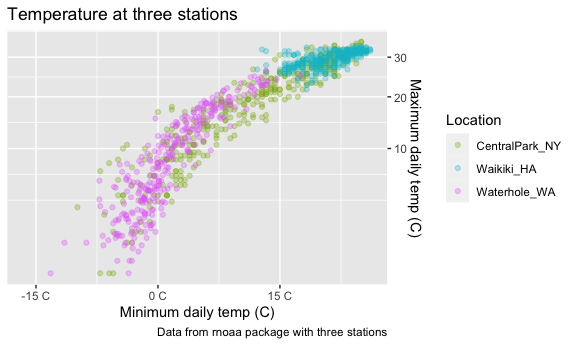 Temperature at three stations
30
20
10
Maximum daily temp (C)
-15 C
0 C
15 C
Minimum daily temp (C)
Data from rnoaa package with three stations
Location
CentralPark_NY
Waikiki_HA
Waterhole_WA